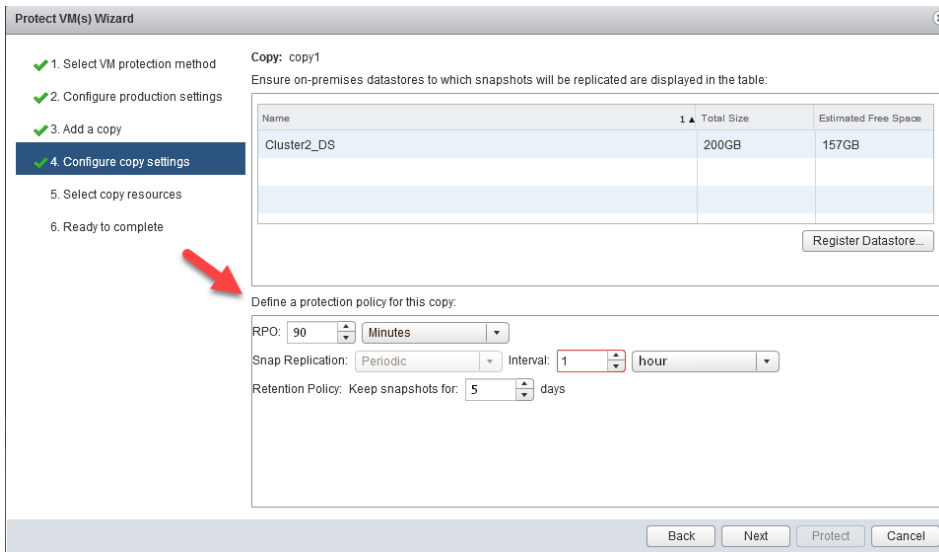 Protect VM(s) Wizard
1. Select VM protection method
2. Configure production settings
3. Add a copy
4. Configure copy settings
5. Select copy resources
6. Ready to complete
Copy: copy1
Ensure on-premises datastores to which snapshots will be replicated are displayed in the table:
Name 1 ▲ Total Size Estimated Free Space
Cluster2_DS 200GB 157GB
Register Datastore...
Define a protection policy for this copy:
RPO: 90 Minutes
Snap Replication: Periodic Interval: 1 hour
Retention Policy: Keep snapshots for: 5 days
Back Next Protect Cancel